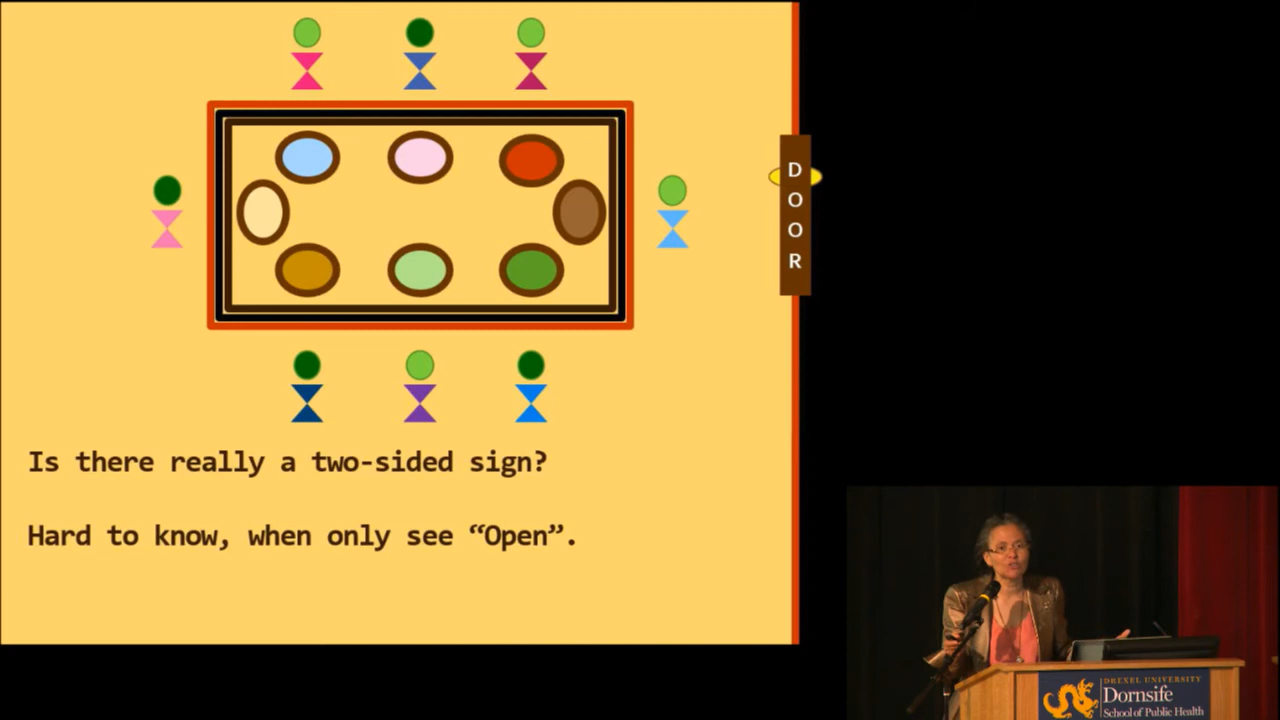 DOOR
Is there really a two-sided sign?
Hard to know, when only see “Open”.
DREXEL UNIVERSITY
Dornsife
School of Public Health